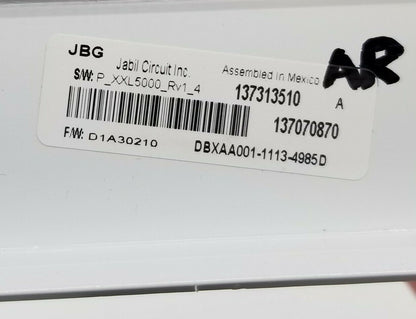 JBG
Jabil Circuit Inc. Assembled in Mexico
S/W: P_XXL5000_Rv1_4 137313510 A
137070870
F/W: D1A30210 DBXAA001-1113-4985D
AR